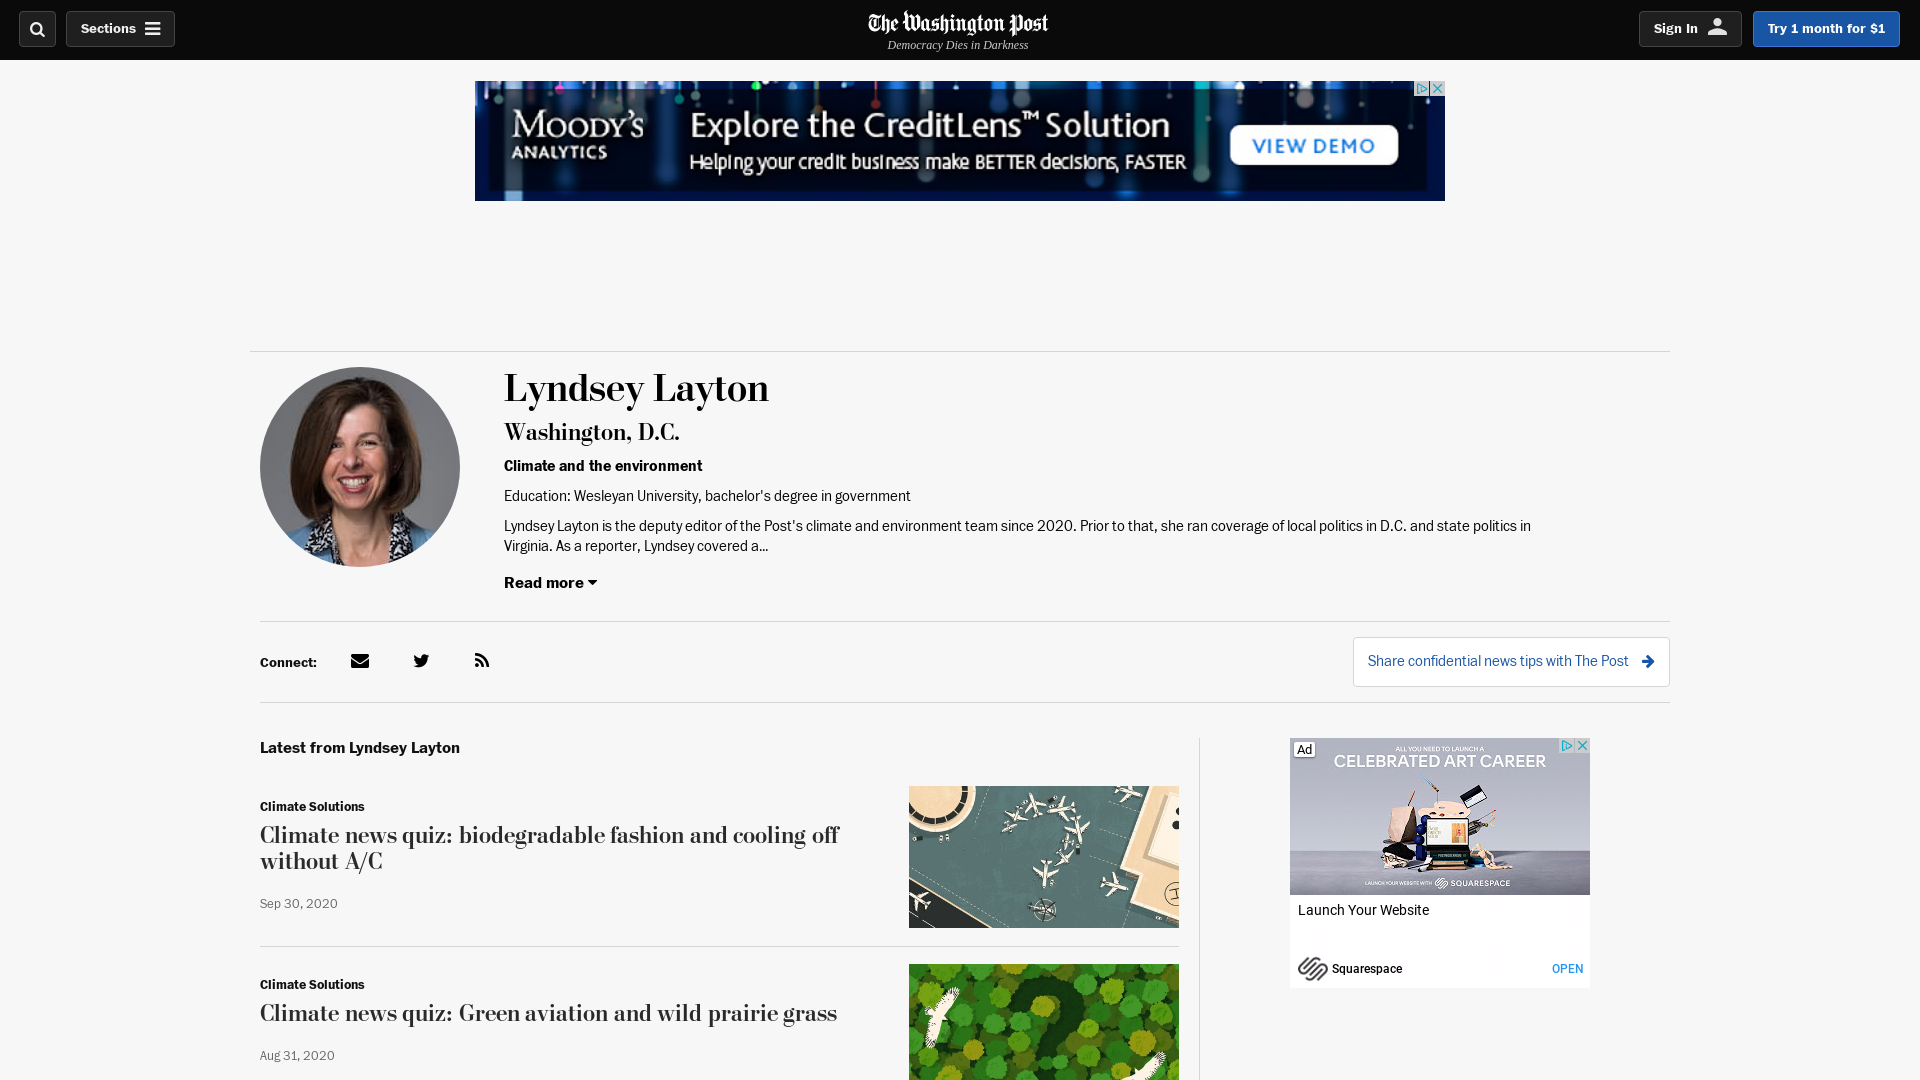 Sections
The Washington Post
Democracy Dies in Darkness
Sign In
Try 1 month for $1
MOODY'S
ANALYTICS
Explore the CreditLens™ Solution
Helping your credit business make BETTER decisions, FASTER
VIEW DEMO
Lyndsey Layton
Washington, D.C.
Climate and the environment
Education: Wesleyan University, bachelor's degree in government
Lyndsey Layton is the deputy editor of the Post's climate and environment team since 2020. Prior to that, she ran coverage of local politics in D.C. and state politics in
Virginia. As a reporter, Lyndsey covered a...
Read more
Connect:
Share confidential news tips with The Post
Latest from Lyndsey Layton
Climate Solutions
Climate news quiz: biodegradable fashion and cooling off
without A/C
Sep 30, 2020
Climate Solutions
Climate news quiz: Green aviation and wild prairie grass
Aug 31, 2020
Ad
ALL YOU NEED TO LAUNCH A
CELEBRATED ART CAREER
LAUNCH YOUR WEBSITE WITH SQUARESPACE
Launch Your Website
Squarespace
OPEN